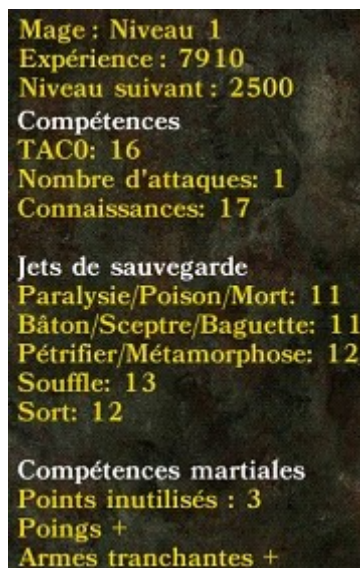 Mage : Niveau 1
Expérience : 7910
Niveau suivant : 2500
Compétences
TAC0: 16
Nombre d'attaques: 1
Connaissances: 17
Jets de sauvegarde
Paralysie/Poison/Mort: 11
Bâton/Sceptre/Baguette: 11
Pétrifier/Métamorphose: 12
Souffle: 13
Sort: 12
Compétences martiales
Points inutilisés : 3
Poings +
Armes tranchantes +